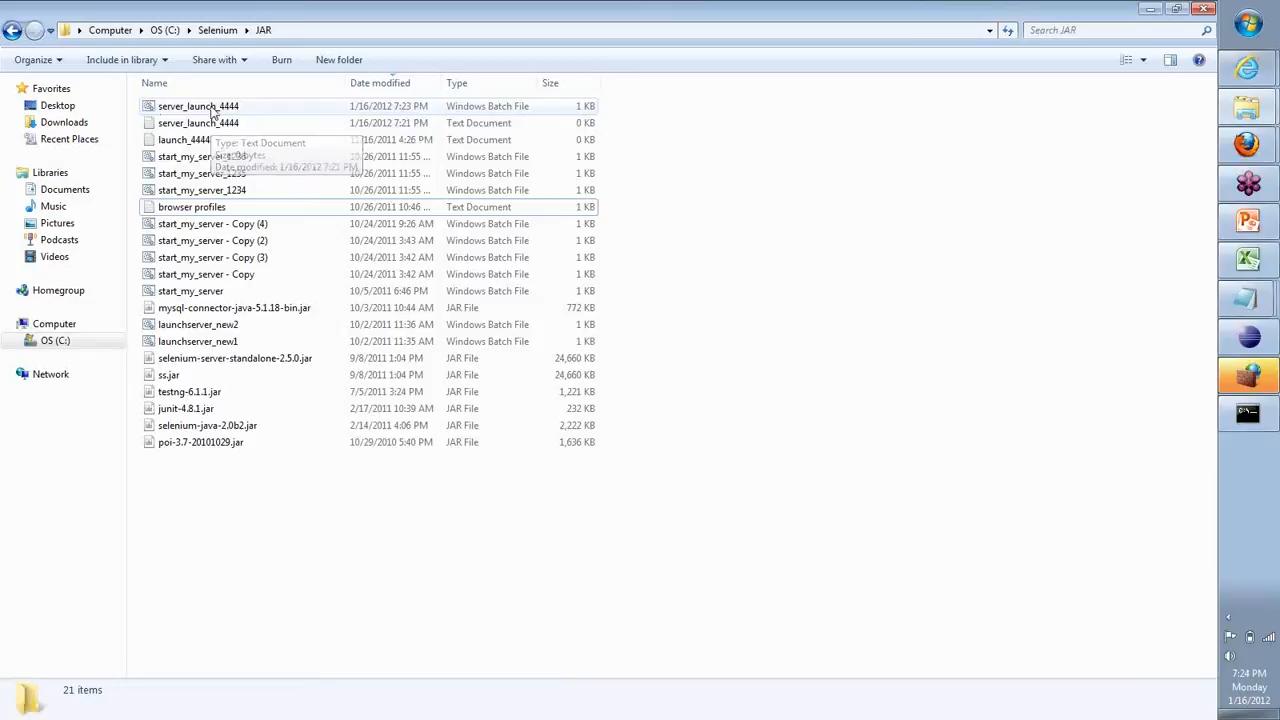 Computer OS (C:) Selenium JAR Search JAR
Organize Include in library Share with Burn New folder
Name Date modified Type Size
Favorites
Desktop
Downloads
Recent Places
Libraries
Documents
Music
Pictures
Podcasts
Videos
Homegroup
Computer
OS (C:)
Network
server_launch_4444 1/16/2012 7:23 PM Windows Batch File 1 KB
server_launch_4444 1/16/2012 7:21 PM Text Document 0 KB
launch_4444 4:26 PM Text Document 0 KB
Type: Text Document
start_my_ 10/26/2011 11:55 ... Windows Batch File 1 KB
Date modified: 1/16/2012 7:21 PM
start_my_ 10/26/2011 11:55 ... Windows Batch File 1 KB
start_my_server_1234 10/26/2011 11:55 ... Windows Batch File 1 KB
browser profiles 10/26/2011 10:46 ... Text Document 1 KB
start_my_server - Copy (4) 10/24/2011 9:26 AM Windows Batch File 1 KB
start_my_server - Copy (2) 10/24/2011 3:43 AM Windows Batch File 1 KB
start_my_server - Copy (3) 10/24/2011 3:42 AM Windows Batch File 1 KB
start_my_server - Copy 10/24/2011 3:42 AM Windows Batch File 1 KB
start_my_server 10/5/2011 6:46 PM Windows Batch File 1 KB
mysql-connector-java-5.1.18-bin.jar 10/3/2011 10:44 AM JAR File 772 KB
launchserver_new2 10/2/2011 11:36 AM Windows Batch File 1 KB
launchserver_new1 10/2/2011 11:35 AM Windows Batch File 1 KB
selenium-server-standalone-2.5.0.jar 9/8/2011 1:04 PM JAR File 24,660 KB
ss.jar 9/8/2011 1:04 PM JAR File 24,660 KB
testng-6.1.1.jar 7/5/2011 3:24 PM JAR File 1,221 KB
junit-4.8.1.jar 2/17/2011 10:39 AM JAR File 232 KB
selenium-java-2.0b2.jar 2/14/2011 4:06 PM JAR File 2,222 KB
poi-3.7-20101029.jar 10/29/2010 5:40 PM JAR File 1,636 KB
21 items
7:24 PM
Monday
1/16/2012